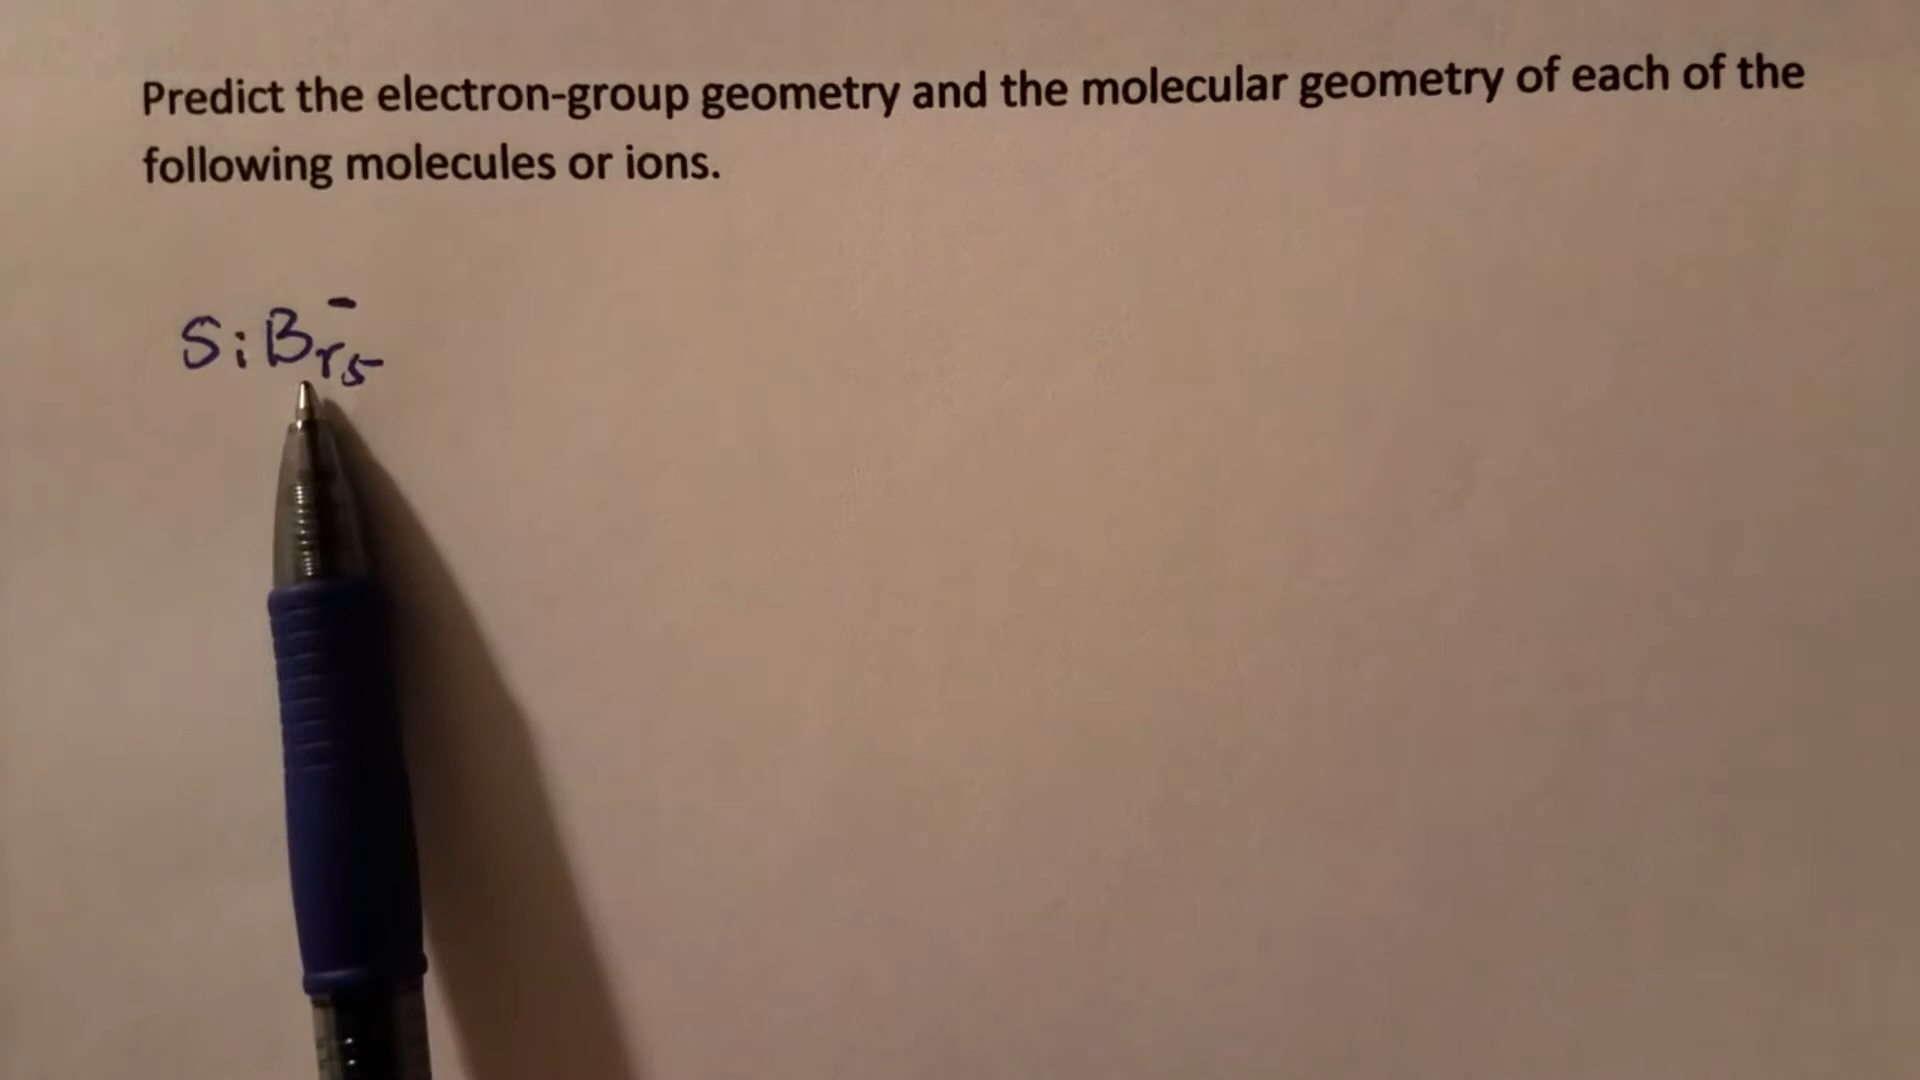 Predict the electron-group geometry and the molecular geometry of each of the
following molecules or ions.
SiBr₅⁻